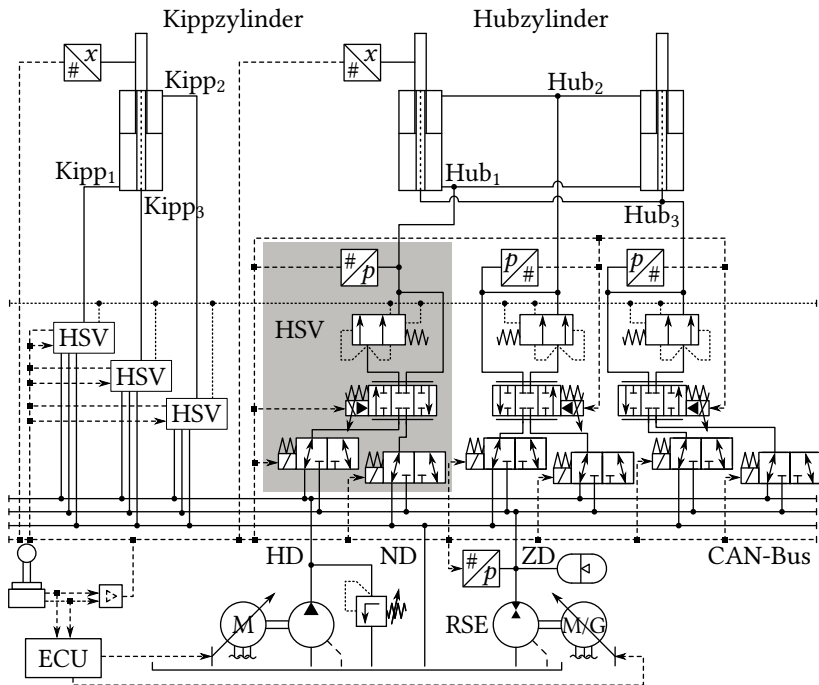 Kippzylinder Hubzylinder
x
#
x
#
Kipp2
Hub2
Kipp1
Hub1
Kipp3
Hub3
#
p
p
#
p
#
HSV
HSV
HSV
HSV
HD ND ZD CAN-Bus
#
p
M RSE M/G
ECU